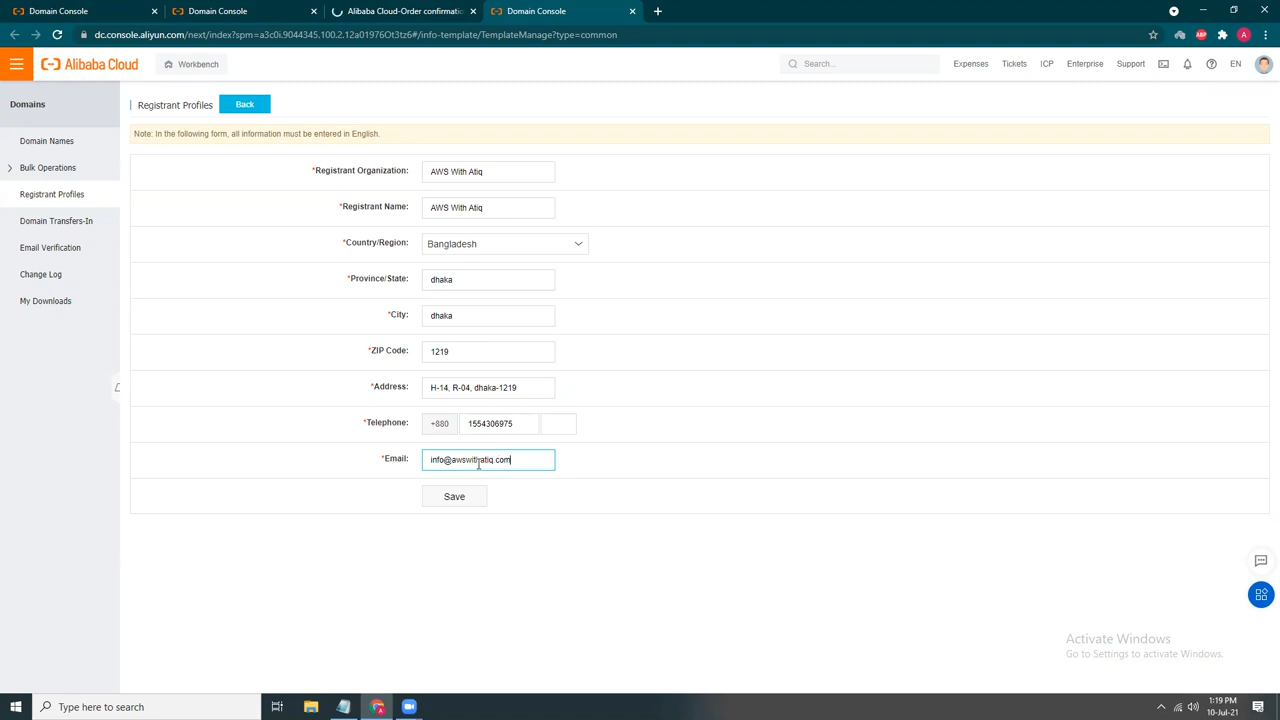 Domain Console
Domain Console
Alibaba Cloud-Order confirmatio
Domain Console
dc.console.aliyun.com/next/index?spm=a3c0i.9044345.100.2.12a01976Ot3tz6#/info-template/TemplateManage?type=common
Alibaba Cloud
Workbench
Search...
Expenses
Tickets
ICP
Enterprise
Support
EN
Domains
Domain Names
Bulk Operations
Registrant Profiles
Domain Transfers-In
Email Verification
Change Log
My Downloads
Registrant Profiles
Back
Note: In the following form, all information must be entered in English.
*Registrant Organization: AWS With Atiq
*Registrant Name: AWS With Atiq
*Country/Region: Bangladesh
*Province/State: dhaka
*City: dhaka
*ZIP Code: 1219
*Address: H-14, R-04, dhaka-1219
*Telephone: +880 1554306975
*Email: info@awswithatiq.com
Save
Activate Windows
Go to Settings to activate Windows.
Type here to search
1:19 PM
10-Jul-21